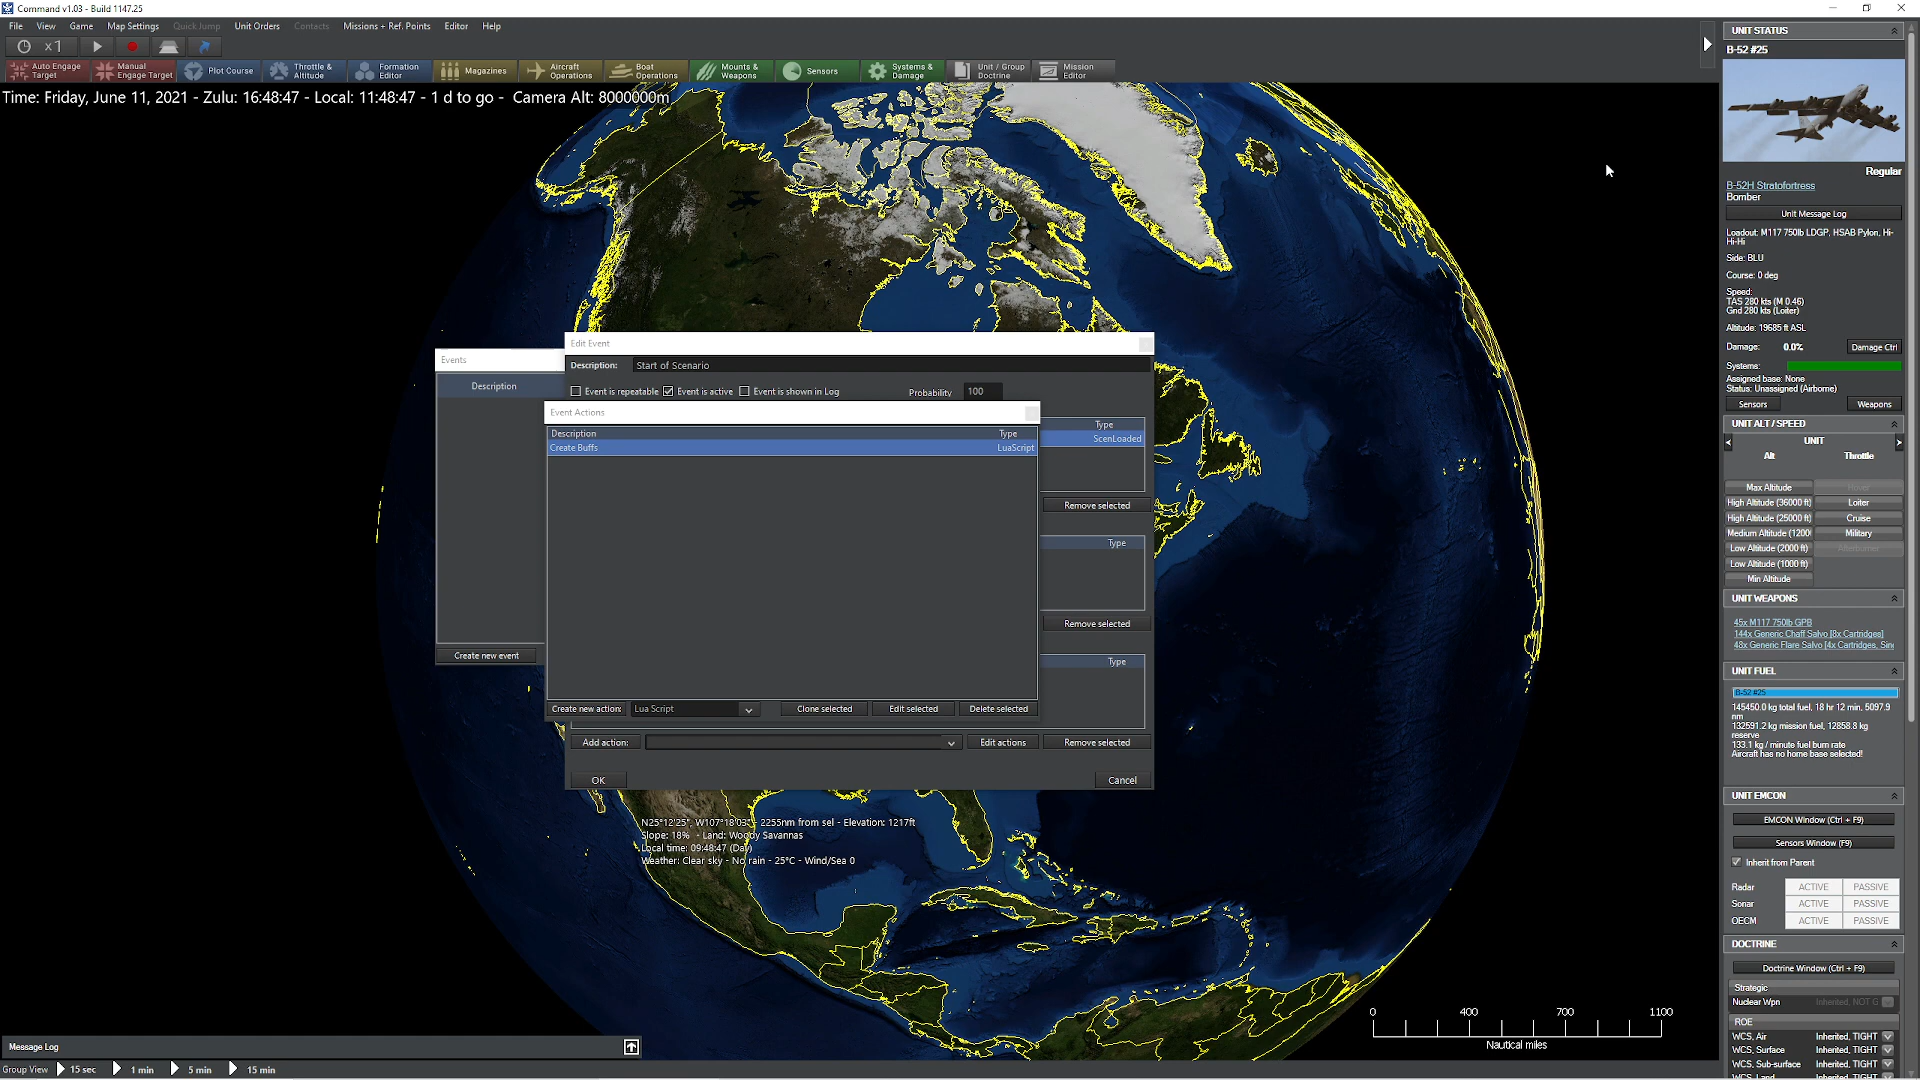 Command v1.03 - Build 1147.25
File View Game Map Settings Quick Jump Unit Orders Contacts Missions + Ref. Points Editor Help
x1
Auto Engage Target
Manual Engage Target
Plot Course
Throttle & Altitude
Formation Editor
Magazines
Aircraft Operations
Boat Operations
Mounts & Weapons
Sensors
Systems & Damage
Unit / Group Doctrine
Mission Editor
Time: Friday, June 11, 2021 - Zulu: 16:48:47 - Local: 11:48:47 - 1 d to go - Camera Alt: 8000000m
Events
Description
Create new event
Edit Event
Description: Start of Scenario
Event is repeatable Event is active Event is shown in Log Probability 100
Event Actions
Description Type
Create Buffs LuaScript
Create new action: Lua Script Clone selected Edit selected Delete selected
Type
ScenLoaded
Remove selected
Type
Remove selected
Type
Add action: Edit actions Remove selected
OK Cancel
N25°12'25", W107°18'03" - 2255nm from sel - Elevation: 1217ft
Slope: 18% - Land: Woody Savannas
Local time: 09:48:47 (Day)
Weather: Clear sky - No rain - 25°C - Wind/Sea 0
0 400 700 1100
Nautical miles
Message Log
Group View 15 sec 1 min 5 min 15 min
UNIT STATUS
B-52 #25
Regular
B-52H Stratofortress
Bomber
Unit Message Log
Loadout: M117 750lb LDGP, HSAB Pylon, Hi-
Hi-Hi
Side: BLU
Course: 0 deg
Speed:
TAS 280 kts (M 0.46)
Gnd 280 kts (Loiter)
Altitude: 19685 ft ASL
Damage: 0.0% Damage Ctrl
Systems:
Assigned base: None
Status: Unassigned (Airborne)
Sensors Weapons
UNIT ALT / SPEED
< UNIT >
Alt Throttle
Max Altitude Hover
High Altitude (36000 ft) Loiter
High Altitude (25000 ft) Cruise
Medium Altitude (1200 Military
Low Altitude (2000 ft) Afterburner
Low Altitude (1000 ft)
Min Altitude
UNIT WEAPONS
45x M117 750lb GPB
144x Generic Chaff Salvo [8x Cartridges]
48x Generic Flare Salvo [4x Cartridges, Sin
UNIT FUEL
B-52 #25
145450.0 kg total fuel, 18 hr 12 min, 5097.9
nm
132591.2 kg mission fuel, 12858.8 kg
reserve
133.1 kg / minute fuel burn rate
Aircraft has no home base selected!
UNIT EMCON
EMCON Window (Ctrl + F9)
Sensors Window (F9)
Inherit from Parent
Radar ACTIVE PASSIVE
Sonar ACTIVE PASSIVE
OECM ACTIVE PASSIVE
DOCTRINE
Doctrine Window (Ctrl + F9)
Strategic
Nuclear Wpn Inherited, NOT G
ROE
WCS, Air Inherited, TIGHT
WCS, Surface Inherited, TIGHT
WCS, Sub-surface Inherited, TIGHT
WCS, Land Inherited, TIGHT